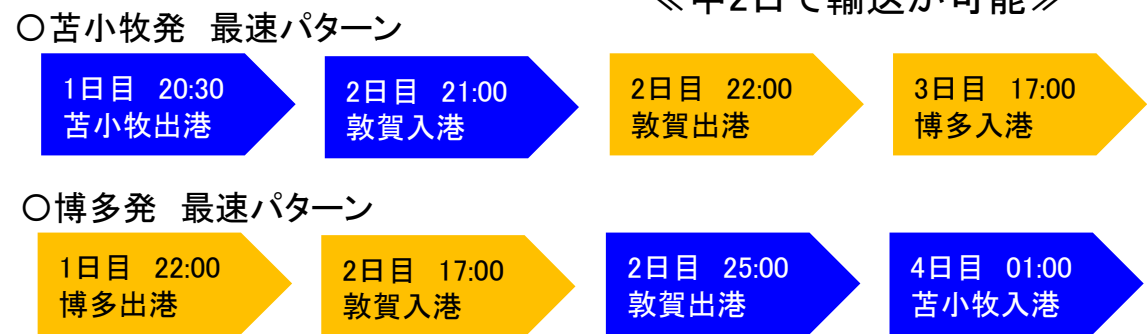 ≪中2日で輸送が可能≫
〇苫小牧発 最速パターン
1日目 20:30
苫小牧出港
2日目 21:00
敦賀入港
2日目 22:00
敦賀出港
3日目 17:00
博多入港
〇博多発 最速パターン
1日目 22:00
博多出港
2日目 17:00
敦賀入港
2日目 25:00
敦賀出港
4日目 01:00
苫小牧入港